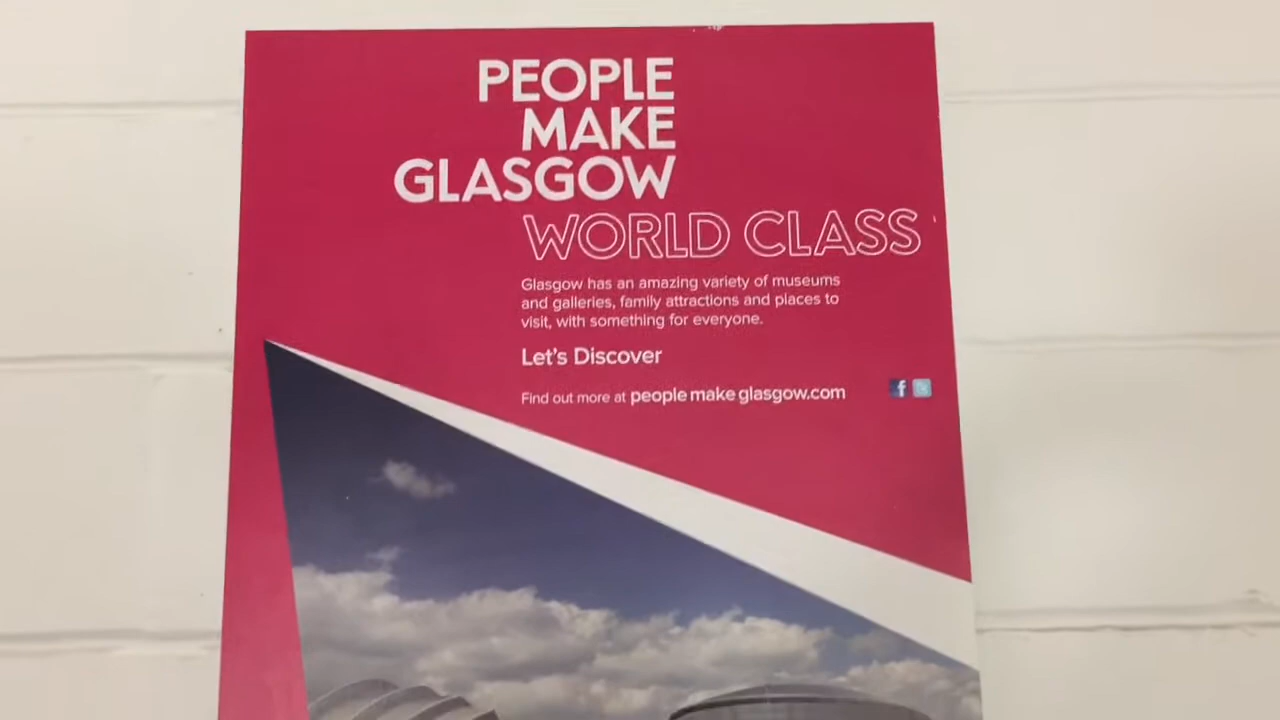 PEOPLE
MAKE
GLASGOW
WORLD CLASS
Glasgow has an amazing variety of museums
and galleries, family attractions and places to
visit, with something for everyone.
Let's Discover
Find out more at peoplemakeglasgow.com
f